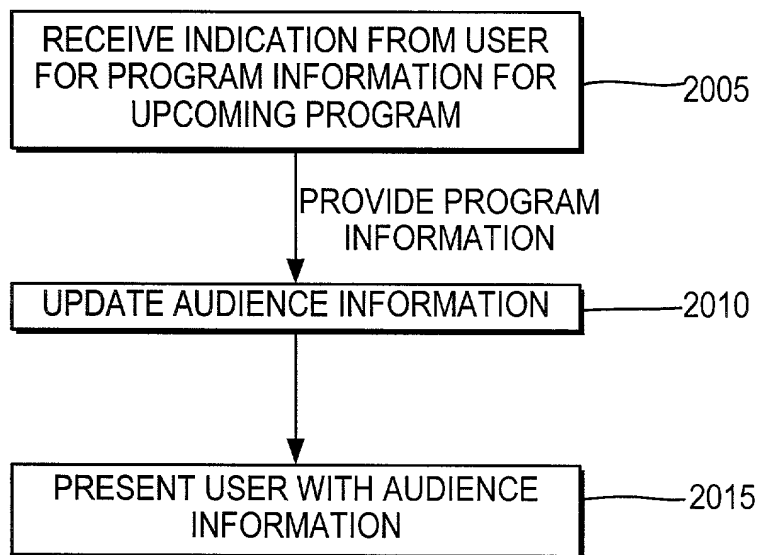 RECEIVE INDICATION FROM USER
FOR PROGRAM INFORMATION FOR
UPCOMING PROGRAM
2005
PROVIDE PROGRAM
INFORMATION
UPDATE AUDIENCE INFORMATION
2010
PRESENT USER WITH AUDIENCE
INFORMATION
2015